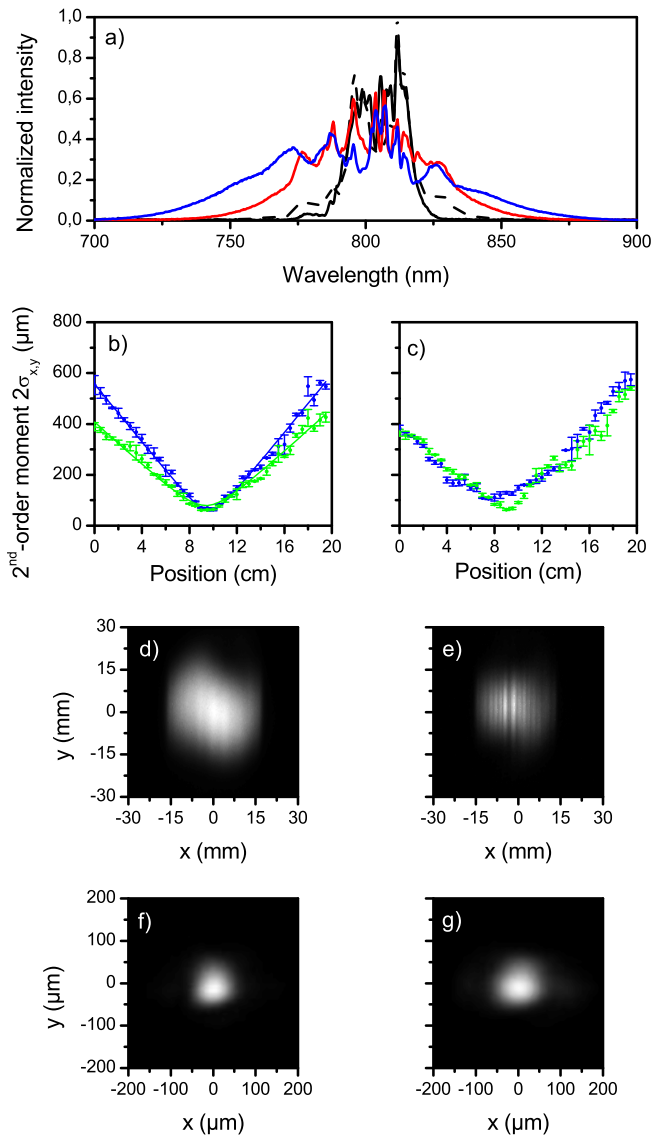 a)
Normalized intensity
1,0
0,8
0,6
0,4
0,2
0,0
700 750 800 850 900
Wavelength (nm)
2nd-order moment 2σx,y (µm)
b) c)
800
600
400
200
0
0 4 8 12 16 20 0 4 8 12 16 20
Position (cm) Position (cm)
d) e)
y (mm)
30
15
0
-15
-30
-30 -15 0 15 30 -30 -15 0 15 30
x (mm) x (mm)
f) g)
y (µm)
200
100
0
-100
-200
-200 -100 0 100 200 -200 -100 0 100 200
x (µm) x (µm)